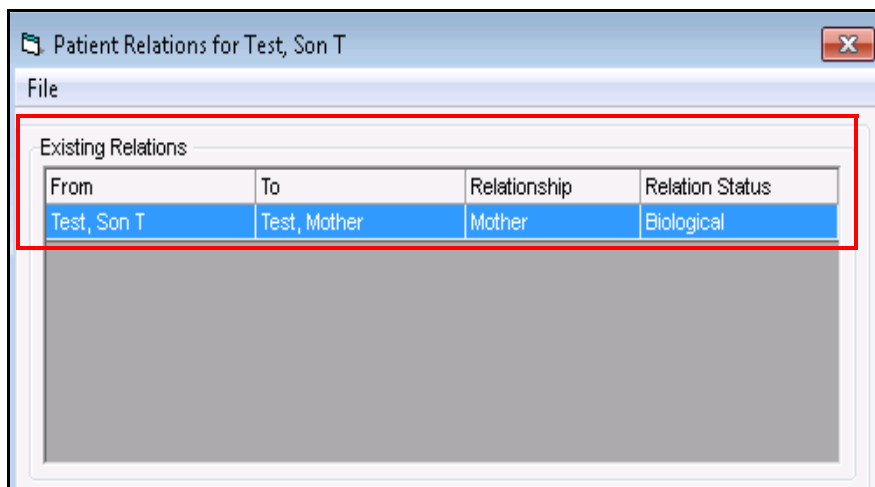 Patient Relations for Test, Son T
File
Existing Relations
From To Relationship Relation Status
Test, Son T Test, Mother Mother Biological